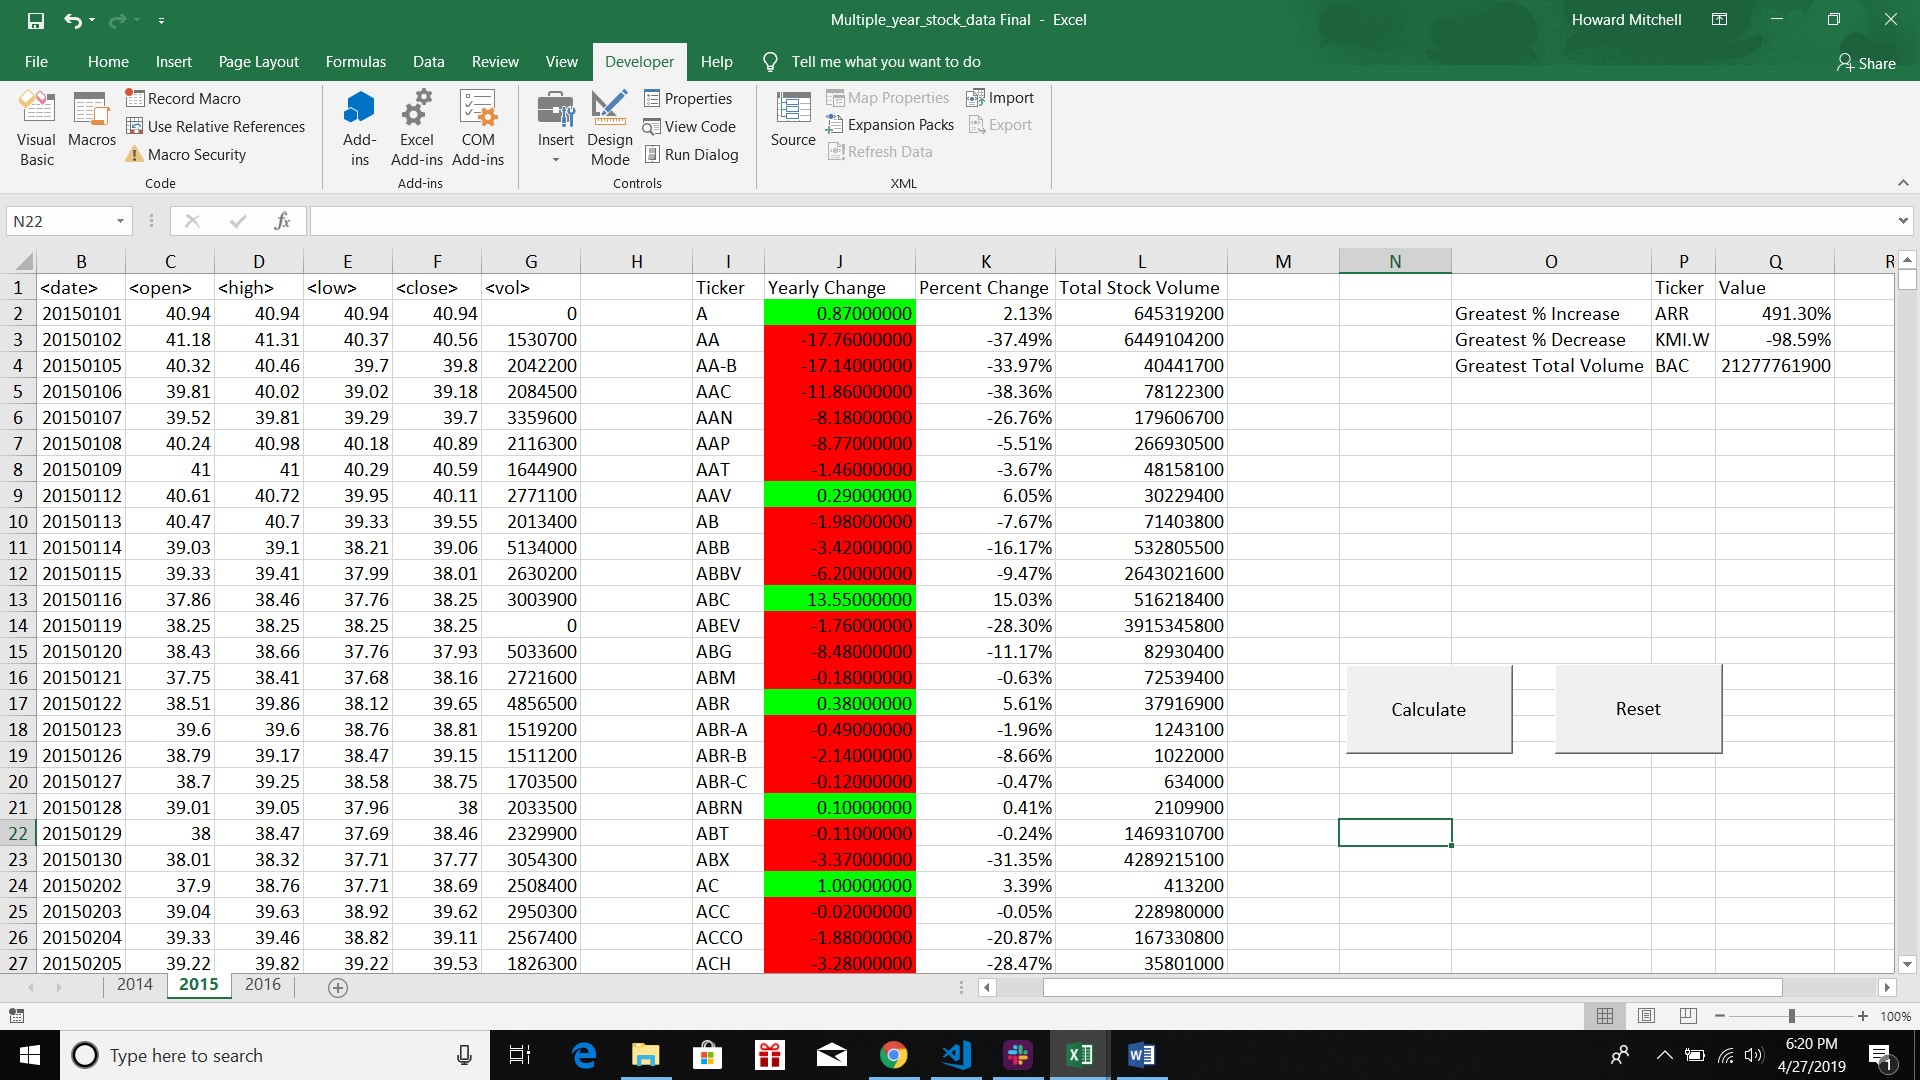 Multiple_year_stock_data Final - Excel
Howard Mitchell
File Home Insert Page Layout Formulas Data Review View Developer Help Tell me what you want to do Share
Visual Basic
Macros
Record Macro
Use Relative References
Macro Security
Code
Add-ins
Excel Add-ins
COM Add-ins
Add-ins
Insert
Design Mode
Properties
View Code
Run Dialog
Controls
Source
Map Properties
Expansion Packs
Refresh Data
Import
Export
XML
N22 fx
B C D E F G H I J K L M N O P Q R
1 <date> <open> <high> <low> <close> <vol> Ticker Yearly Change Percent Change Total Stock Volume Ticker Value
2 20150101 40.94 40.94 40.94 40.94 0 A 0.87000000 2.13% 645319200 Greatest % Increase ARR 491.30%
3 20150102 41.18 41.31 40.37 40.56 1530700 AA -17.76000000 -37.49% 6449104200 Greatest % Decrease KMI.W -98.59%
4 20150105 40.32 40.46 39.7 39.8 2042200 AA-B -17.14000000 -33.97% 40441700 Greatest Total Volume BAC 21277761900
5 20150106 39.81 40.02 39.02 39.18 2084500 AAC -11.86000000 -38.36% 78122300
6 20150107 39.52 39.81 39.29 39.7 3359600 AAN -8.18000000 -26.76% 179606700
7 20150108 40.24 40.98 40.18 40.89 2116300 AAP -8.77000000 -5.51% 266930500
8 20150109 41 41 40.29 40.59 1644900 AAT -1.46000000 -3.67% 48158100
9 20150112 40.61 40.72 39.95 40.11 2771100 AAV 0.29000000 6.05% 30229400
10 20150113 40.47 40.7 39.33 39.55 2013400 AB -1.98000000 -7.67% 71403800
11 20150114 39.03 39.1 38.21 39.06 5134000 ABB -3.42000000 -16.17% 532805500
12 20150115 39.33 39.41 37.99 38.01 2630200 ABBV -6.20000000 -9.47% 2643021600
13 20150116 37.86 38.46 37.76 38.25 3003900 ABC 13.55000000 15.03% 516218400
14 20150119 38.25 38.25 38.25 38.25 0 ABEV -1.76000000 -28.30% 3915345800
15 20150120 38.43 38.66 37.76 37.93 5033600 ABG -8.48000000 -11.17% 82930400
16 20150121 37.75 38.41 37.68 38.16 2721600 ABM -0.18000000 -0.63% 72539400
17 20150122 38.51 39.86 38.12 39.65 4856500 ABR 0.38000000 5.61% 37916900
18 20150123 39.6 39.6 38.76 38.81 1519200 ABR-A -0.49000000 -1.96% 1243100
Calculate Reset
19 20150126 38.79 39.17 38.47 39.15 1511200 ABR-B -2.14000000 -8.66% 1022000
20 20150127 38.7 39.25 38.58 38.75 1703500 ABR-C -0.12000000 -0.47% 634000
21 20150128 39.01 39.05 37.96 38 2033500 ABRN 0.10000000 0.41% 2109900
22 20150129 38 38.47 37.69 38.46 2329900 ABT -0.11000000 -0.24% 1469310700
23 20150130 38.01 38.32 37.71 37.77 3054300 ABX -3.37000000 -31.35% 4289215100
24 20150202 37.9 38.76 37.71 38.69 2508400 AC 1.00000000 3.39% 413200
25 20150203 39.04 39.63 38.92 39.62 2950300 ACC -0.02000000 -0.05% 228980000
26 20150204 39.33 39.46 38.82 39.11 2567400 ACCO -1.88000000 -20.87% 167330800
27 20150205 39.22 39.82 39.22 39.53 1826300 ACH -3.28000000 -28.47% 35801000
2014 2015 2016
100%
Type here to search
6:20 PM
4/27/2019
1